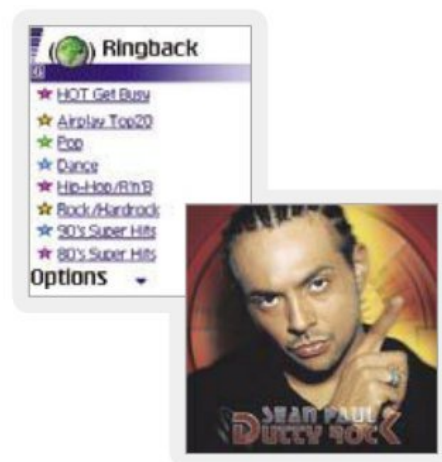 Ringback
HOT Get Busy
Airplay Top20
Pop
Dance
Hip-Hop/R'n'B
Rock/Hardrock
90's Super Hits
80's Super Hits
Options
SEAN PAUL
DUTTY ROCK